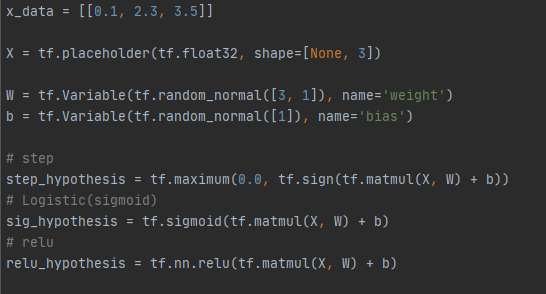 x_data = [[0.1, 2.3, 3.5]]
X = tf.placeholder(tf.float32, shape=[None, 3])
W = tf.Variable(tf.random_normal([3, 1]), name='weight')
b = tf.Variable(tf.random_normal([1]), name='bias')
# step
step_hypothesis = tf.maximum(0.0, tf.sign(tf.matmul(X, W) + b))
# Logistic(sigmoid)
sig_hypothesis = tf.sigmoid(tf.matmul(X, W) + b)
# relu
relu_hypothesis = tf.nn.relu(tf.matmul(X, W) + b)